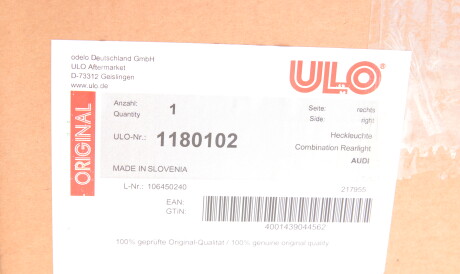 odelo Deutschland GmbH
ULO Aftermarket
D-73312 Geislingen
www.ulo.de
ULO®
ORIGINAL
Anzahl: 1
Quantity
Seite: rechts
Side: right
ULO-Nr.: 1180102
Heckleuchte
Combination Rearlight
AUDI
MADE IN SLOVENIA
L-Nr.: 106450240
217955
EAN:
GTIN:
4001439044562
100% geprüfte Original-Qualität / 100% genuine original quality